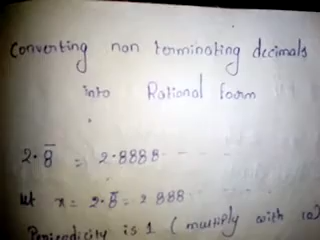 Converting non terminating decimals
into Rational form
2.8̅ = 2.8888 - - - -
let x = 2.8̅ = 2 888 - - -
Periodicity is 1 ( multiply with 10)